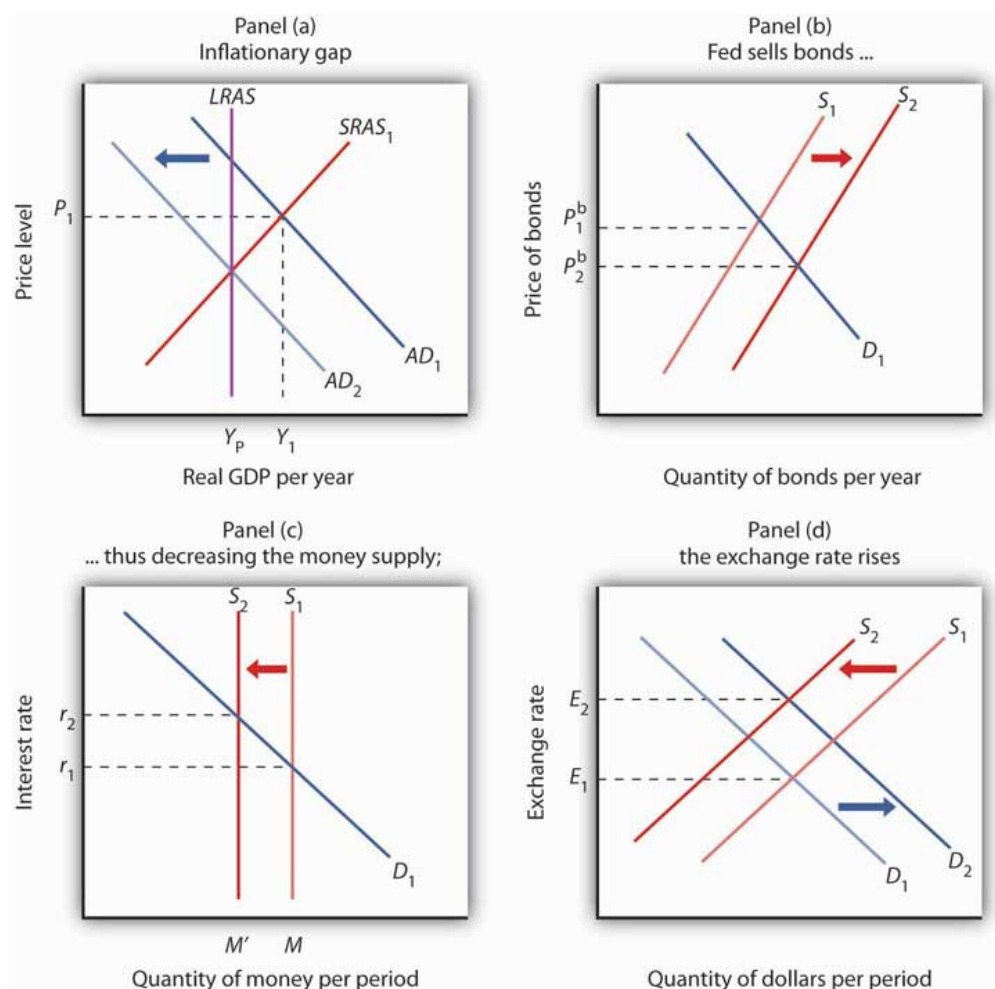 Panel (a)
Inflationary gap
LRAS
SRAS₁
P₁
Price level
AD₁
AD₂
Yₚ Y₁
Real GDP per year
Panel (b)
Fed sells bonds ...
S₁
S₂
P₁ᵇ
P₂ᵇ
Price of bonds
D₁
Quantity of bonds per year
Panel (c)
... thus decreasing the money supply;
S₂ S₁
r₂
r₁
Interest rate
D₁
M′ M
Quantity of money per period
Panel (d)
the exchange rate rises
S₂ S₁
E₂
E₁
Exchange rate
D₁
D₂
Quantity of dollars per period